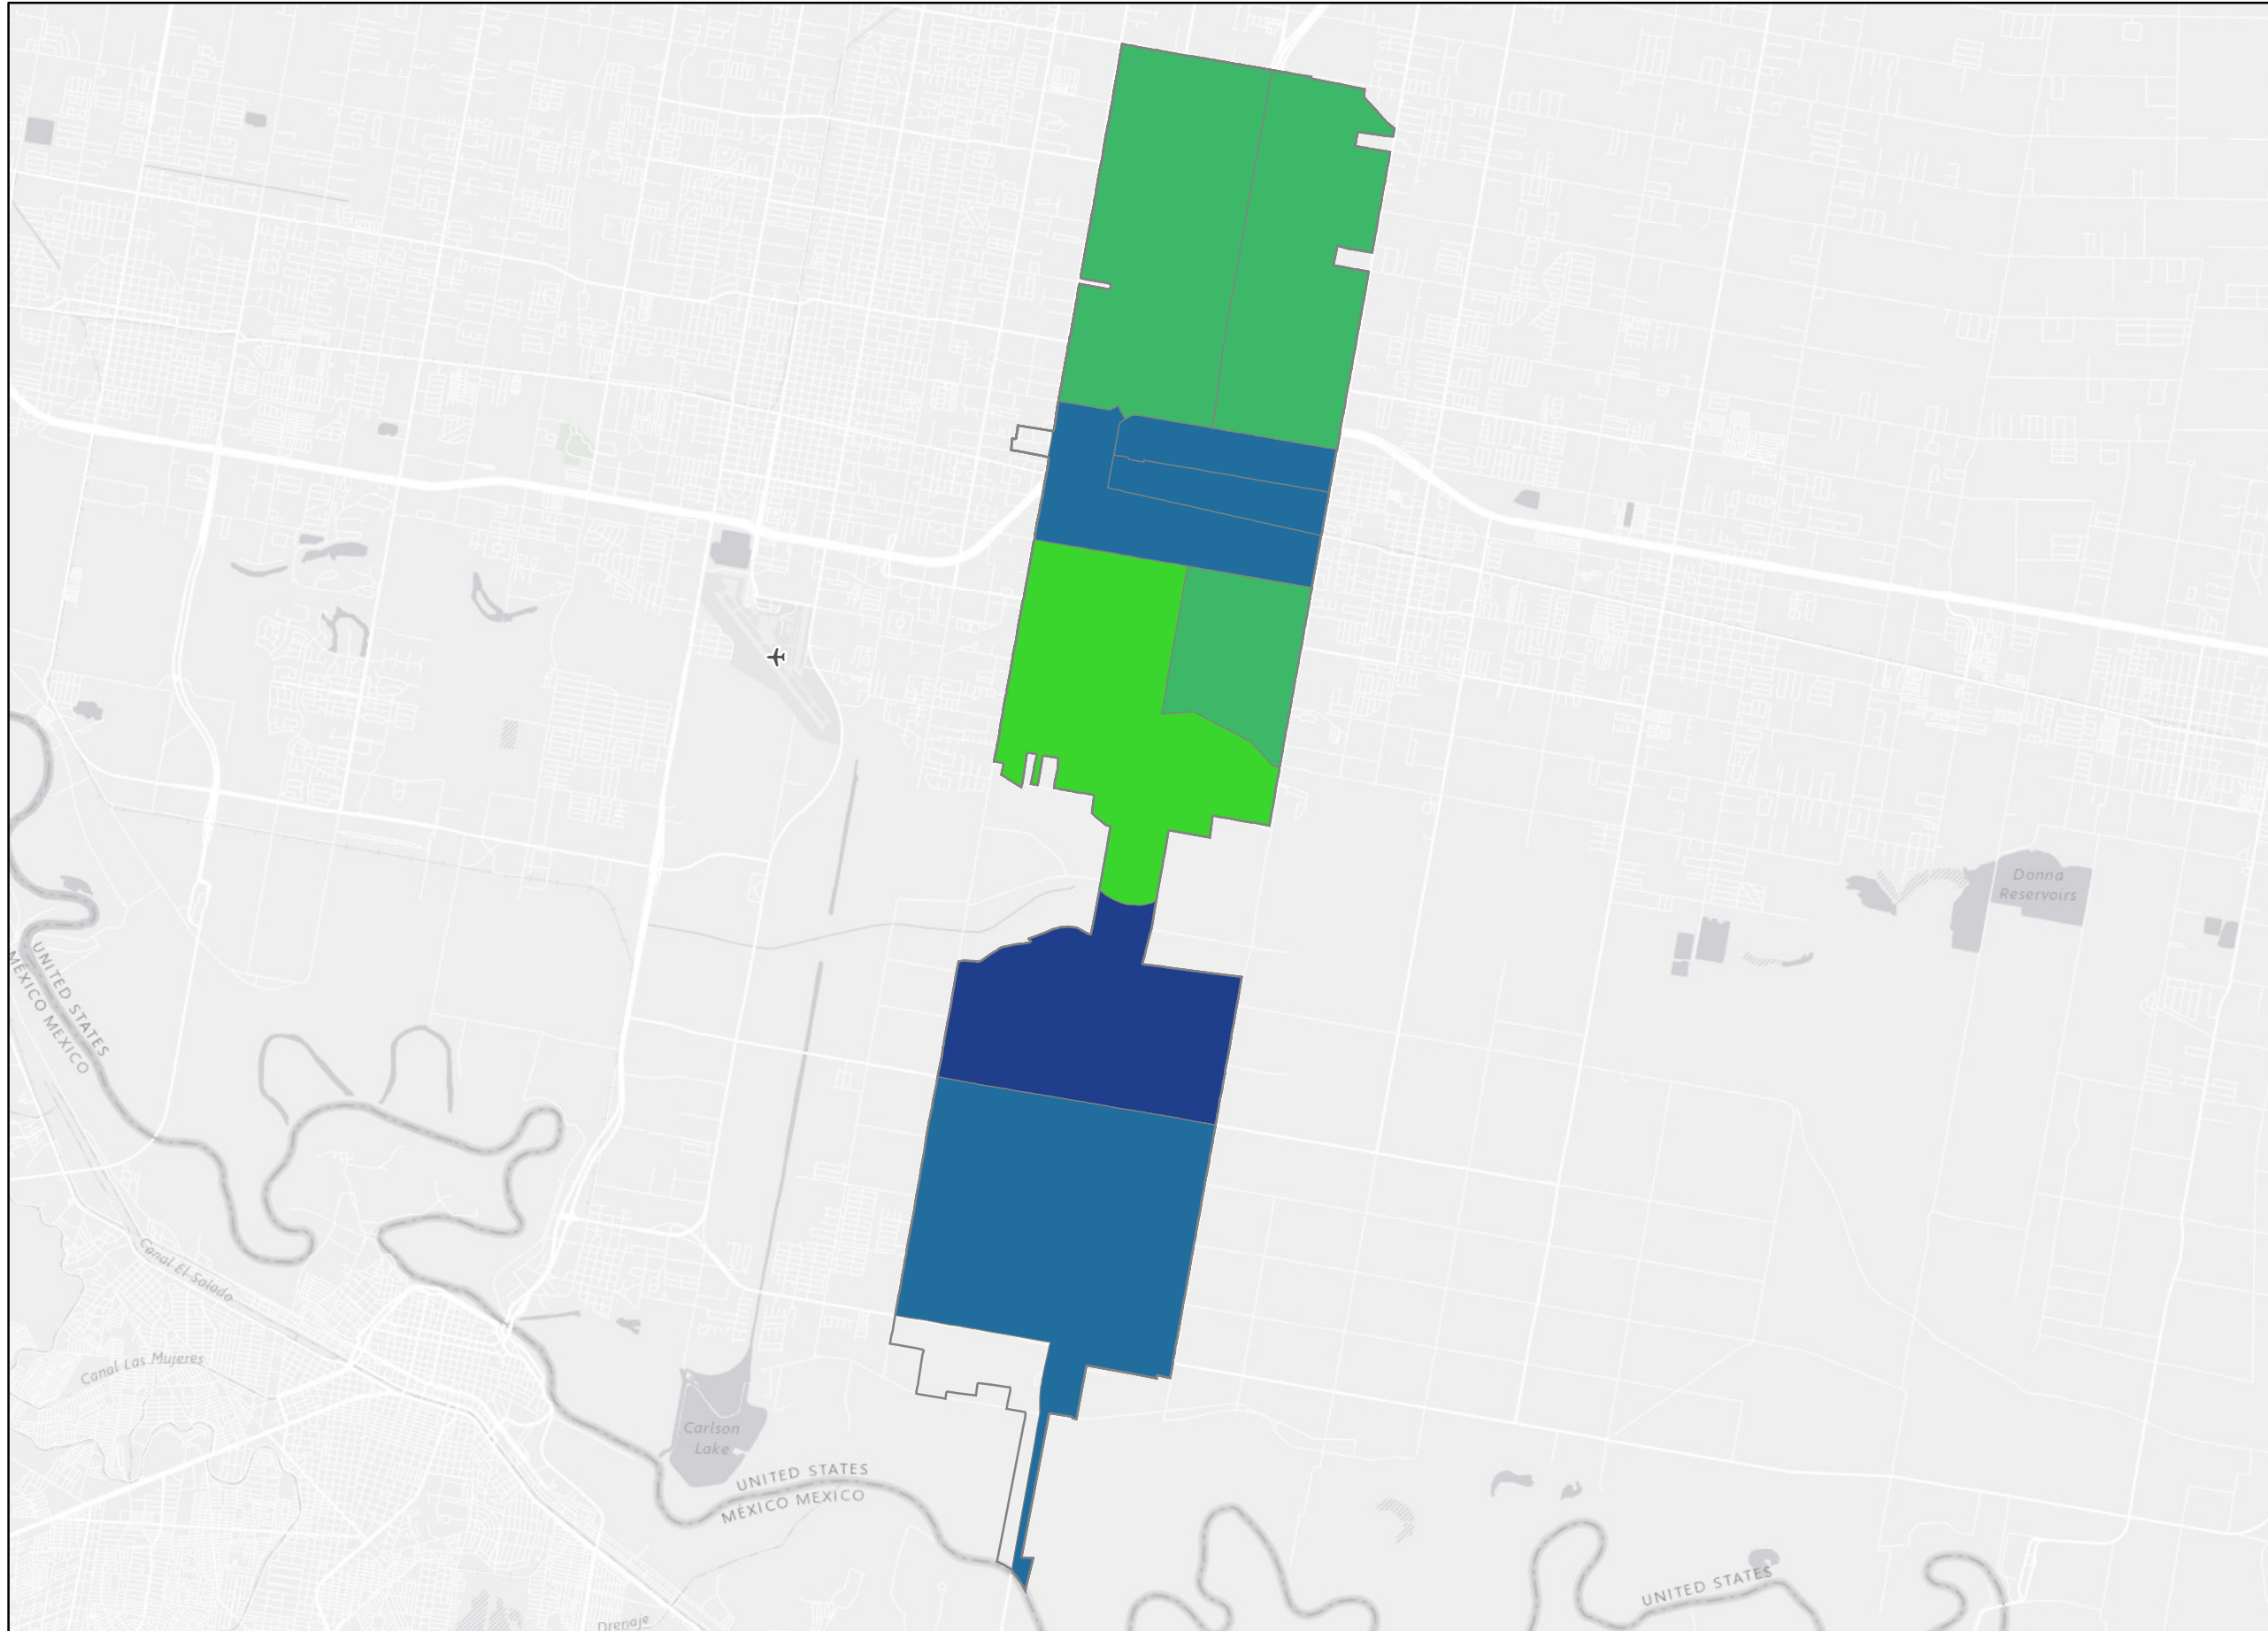 Donna
Reservoirs
UNITED STATES
MÉXICO MEXICO
Canal El Salado
Canal Las Mujeres
Carlson
Lake
UNITED STATES
MÉXICO MEXICO
UNITED STATES
Drenaje